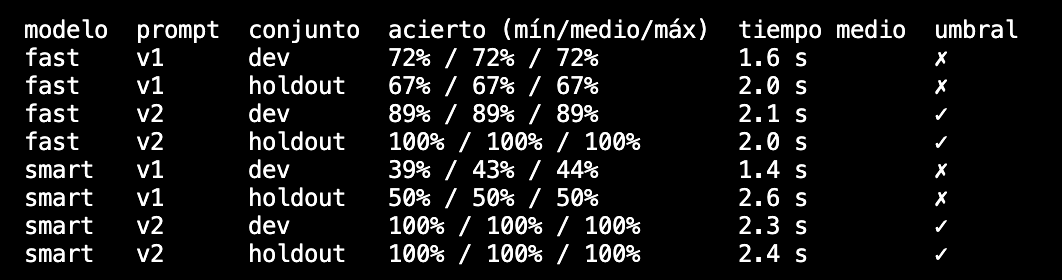 modelo prompt conjunto acierto (mín/medio/máx) tiempo medio umbral
fast v1 dev 72% / 72% / 72% 1.6 s ✗
fast v1 holdout 67% / 67% / 67% 2.0 s ✗
fast v2 dev 89% / 89% / 89% 2.1 s ✓
fast v2 holdout 100% / 100% / 100% 2.0 s ✓
smart v1 dev 39% / 43% / 44% 1.4 s ✗
smart v1 holdout 50% / 50% / 50% 2.6 s ✗
smart v2 dev 100% / 100% / 100% 2.3 s ✓
smart v2 holdout 100% / 100% / 100% 2.4 s ✓